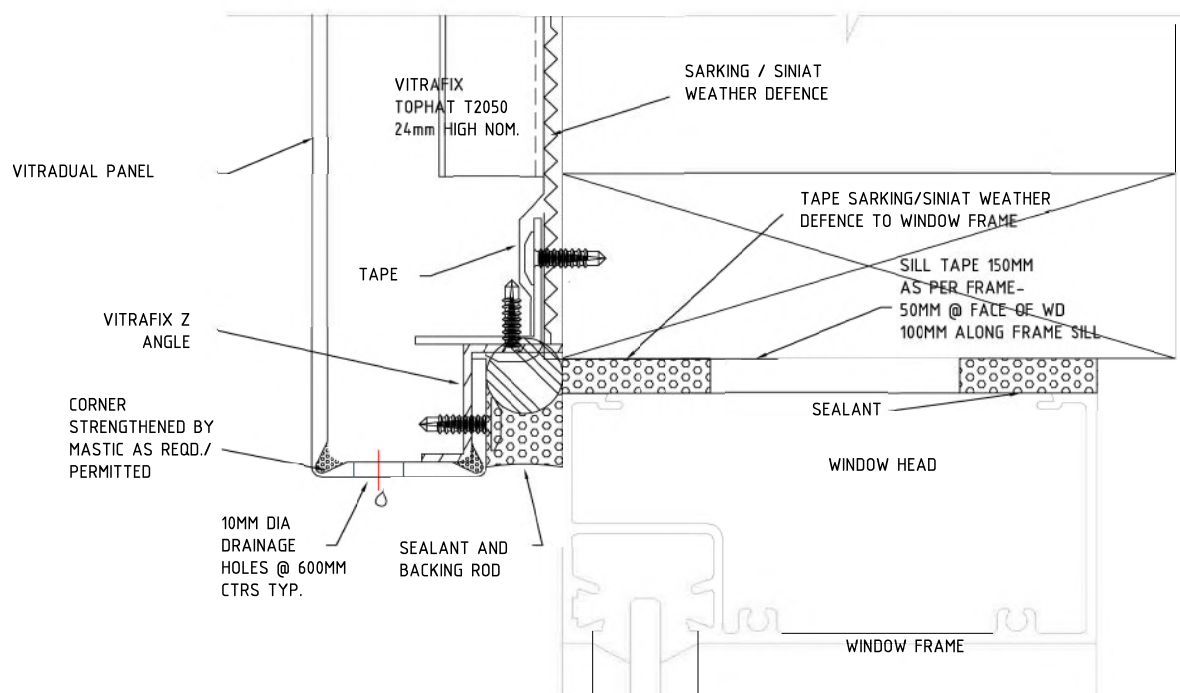 SARKING / SINIAT
WEATHER DEFENCE
VITRAFIX
TOPHAT T2050
24mm HIGH NOM.
VITRADUAL PANEL
TAPE SARKING/SINIAT WEATHER
DEFENCE TO WINDOW FRAME
TAPE
SILL TAPE 150MM
AS PER FRAME-
50MM @ FACE OF WD
100MM ALONG FRAME SILL
VITRAFIX Z
ANGLE
CORNER
STRENGTHENED BY
MASTIC AS REQD./
PERMITTED
SEALANT
WINDOW HEAD
10MM DIA
DRAINAGE
HOLES @ 600MM
CTRS TYP.
SEALANT AND
BACKING ROD
WINDOW FRAME